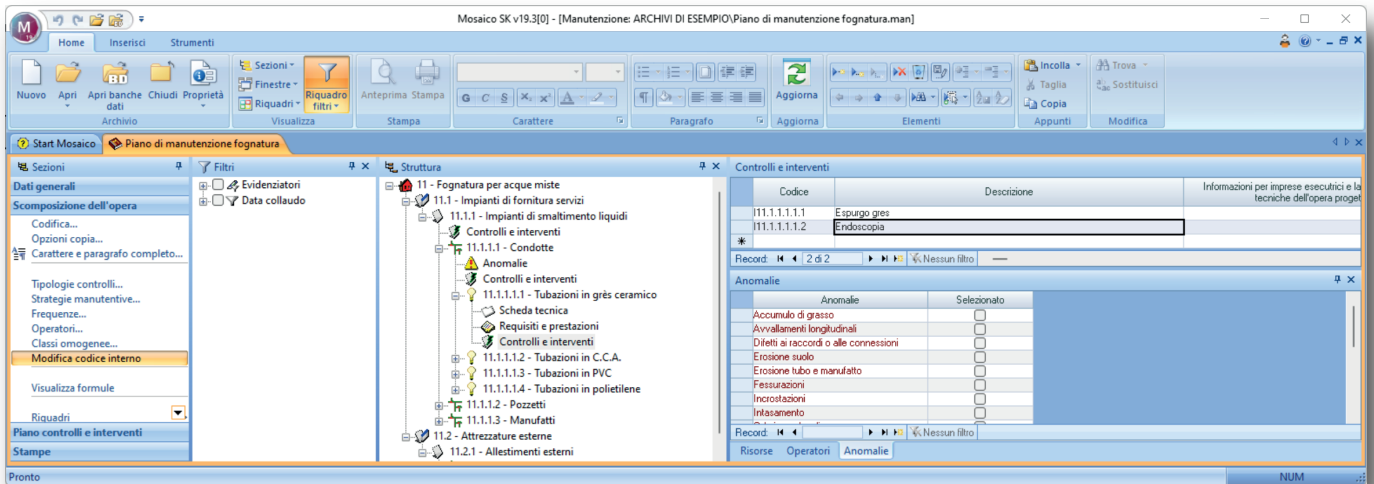 Mosaico SK v19.3[0] - [Manutenzione: ARCHIVI DI ESEMPIO\Piano di manutenzione fognatura.man]
Home Inserisci Strumenti
Nuovo Apri Apri banche dati Chiudi Proprietà
Archivio
Sezioni
Finestre
Riquadri
Riquadro filtri
Visualizza
Anteprima Stampa
Stampa
G C S
Carattere
Paragrafo
Aggiorna
Aggiorna
Elementi
Incolla
Taglia
Copia
Appunti
Trova
Sostituisci
Modifica
Start Mosaico Piano di manutenzione fognatura
Sezioni
Dati generali
Scomposizione dell'opera
Codifica...
Opzioni copia...
Carattere e paragrafo completo...
Tipologie controlli...
Strategie manutentive...
Frequenze...
Operatori...
Classi omogenee...
Modifica codice interno
Visualizza formule
Riquadri
Piano controlli e interventi
Stampe
Filtri
Evidenziatori
Data collaudo
Struttura
11 - Fognatura per acque miste
11.1 - Impianti di fornitura servizi
11.1.1 - Impianti di smaltimento liquidi
Controlli e interventi
11.1.1.1 - Condotte
Anomalie
Controlli e interventi
11.1.1.1.1 - Tubazioni in grès ceramico
Scheda tecnica
Requisiti e prestazioni
Controlli e interventi
11.1.1.1.2 - Tubazioni in C.C.A.
11.1.1.1.3 - Tubazioni in PVC
11.1.1.1.4 - Tubazioni in polietilene
11.1.1.2 - Pozzetti
11.1.1.3 - Manufatti
11.2 - Attrezzature esterne
11.2.1 - Allestimenti esterni
Controlli e interventi
Codice Descrizione Informazioni per imprese esecutrici e la
tecniche dell'opera proget
I11.1.1.1.1.1 Espurgo gres
I11.1.1.1.1.2 Endoscopia
Record: 2 di 2 Nessun filtro
Anomalie
Anomalie Selezionato
Accumulo di grasso
Avvallamenti longitudinali
Difetti ai raccordi o alle connessioni
Erosione suolo
Erosione tubo e manufatto
Fessurazioni
Incrostazioni
Intasamento
Record: Nessun filtro
Risorse Operatori Anomalie
Pronto NUM